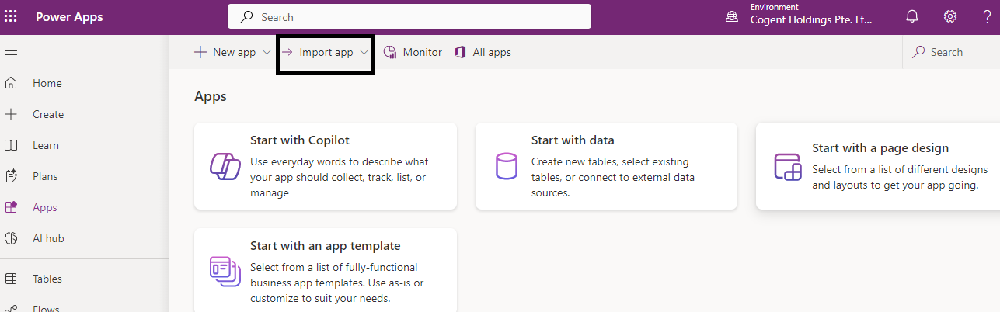 Power Apps
Search
Environment
Cogent Holdings Pte. Lt...
?
New app
Import app
Monitor
All apps
Search
Home
Create
Learn
Plans
Apps
AI hub
Tables
Flows
Apps
Start with Copilot
Use everyday words to describe what
your app should collect, track, list, or
manage
Start with data
Create new tables, select existing
tables, or connect to external data
sources.
Start with a page design
Select from a list of different designs
and layouts to get your app going.
Start with an app template
Select from a list of fully-functional
business app templates. Use as-is or
customize to suit your needs.